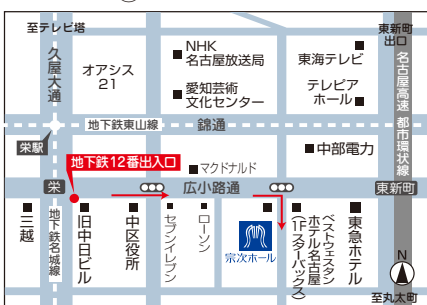 至テレビ塔
東新町
出口
久屋大通
オアシス
21
NHK
名古屋放送局
愛知芸術
文化センター
東海テレビ
テレピア
ホール
名古屋高速 都市環状線
地下鉄東山線
錦通
栄駅
地下鉄12番出入口
中部電力
マクドナルド
栄
広小路通
東新町
三越
地下鉄名城線
旧中日ビル
中区役所
セブンイレブン
ローソン
宗次ホール
ベストウェスタン
ホテル名古屋
(1Fスターバックス)
東急ホテル
N
至丸太町